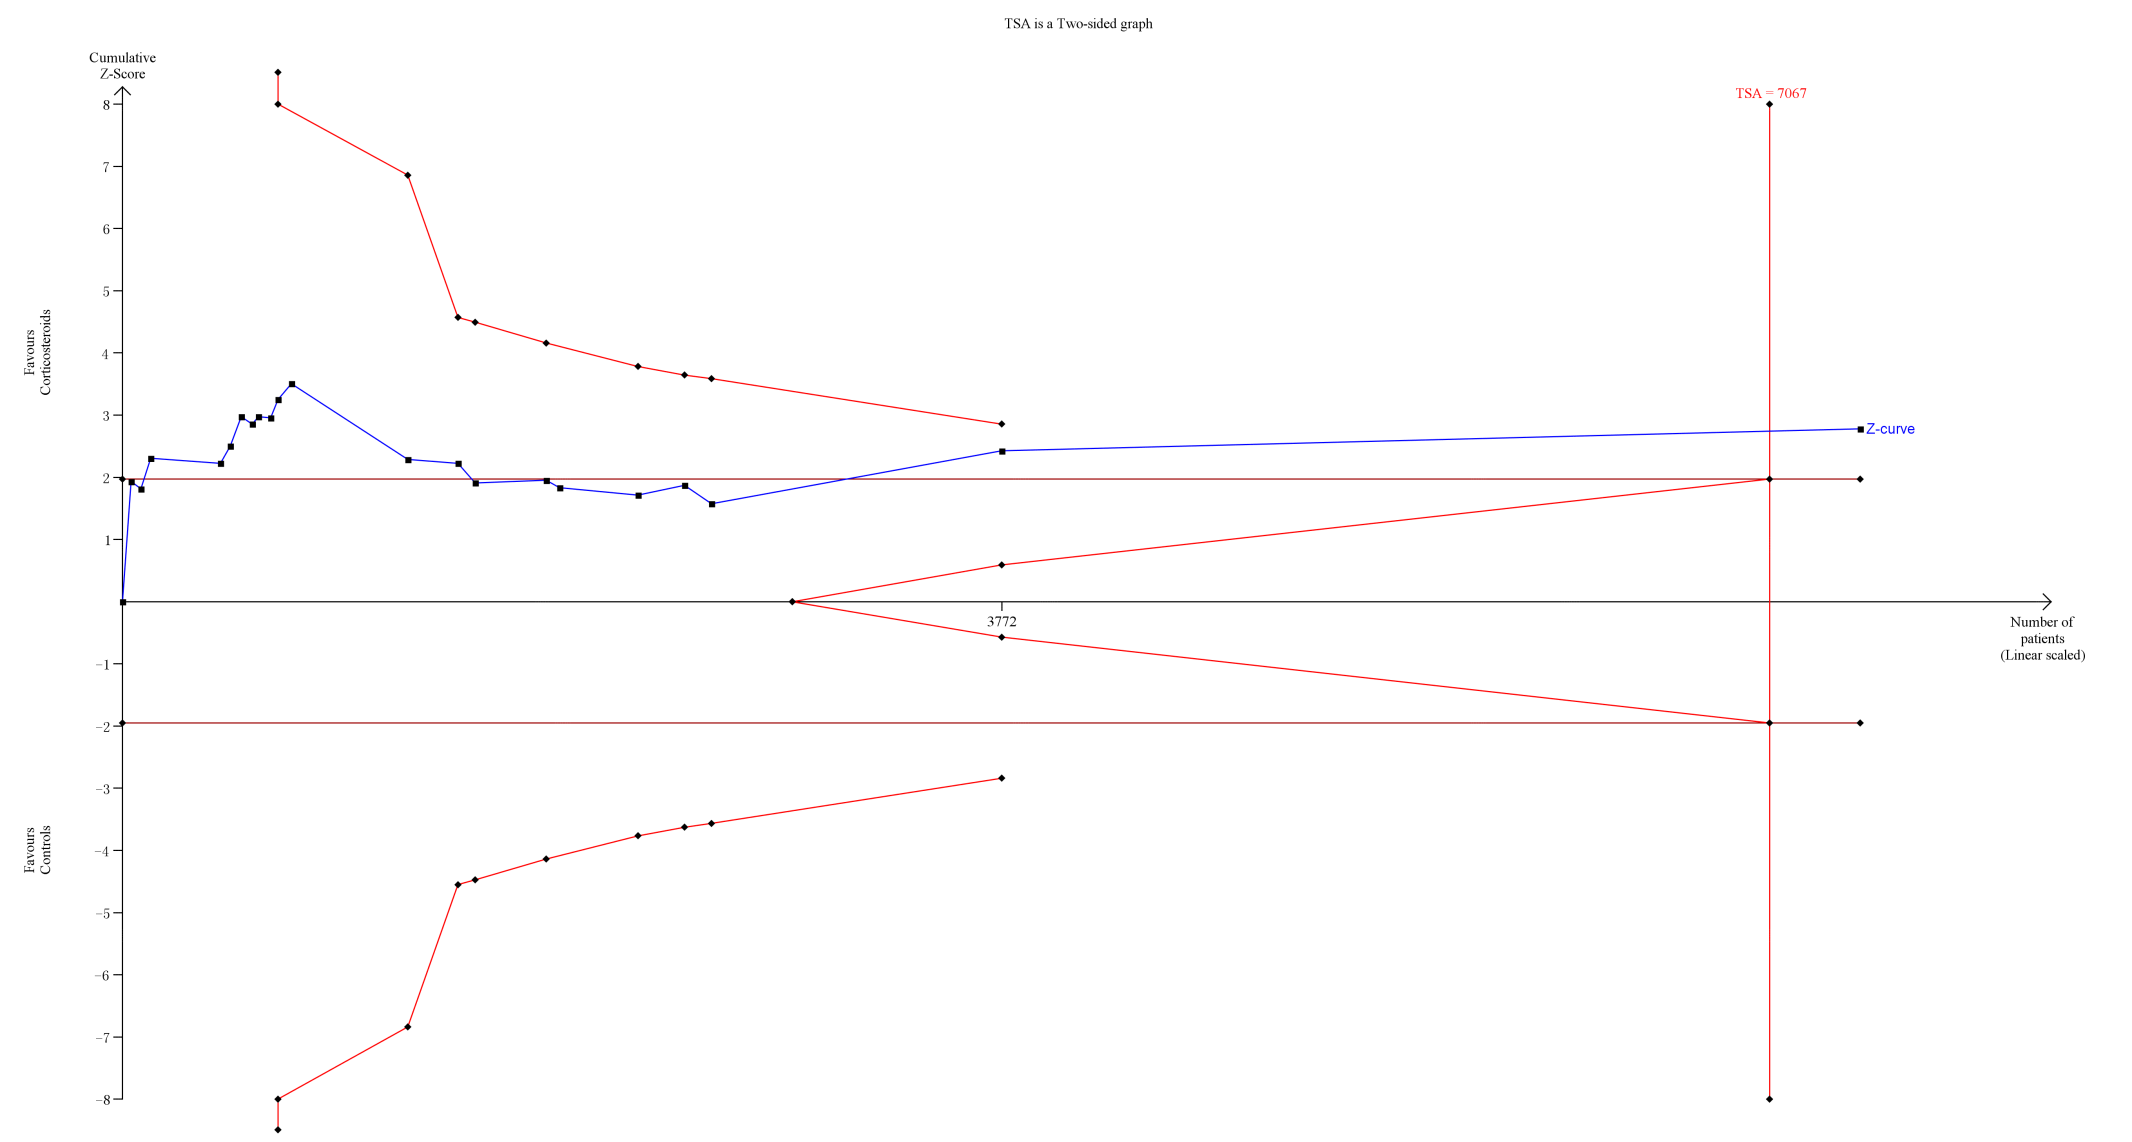 TSA is a Two-sided graph
Cumulative
Z-Score
TSA = 7067
8
7
6
5
4
3
2
1
−1
−2
−3
−4
−5
−6
−7
−8
Favours
Corticosteroids
Favours
Controls
Z-curve
3772
Number of
patients
(Linear scaled)